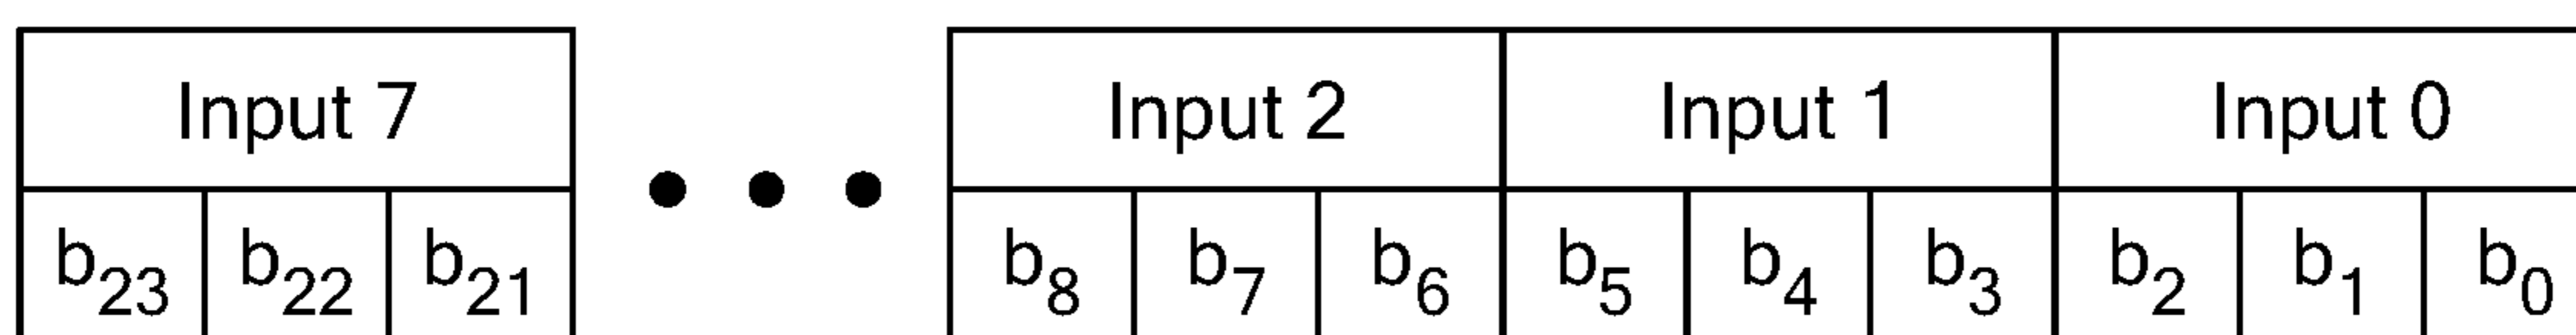 Input 7 Input 2 Input 1 Input 0
b₂₃ b₂₂ b₂₁ b₈ b₇ b₆ b₅ b₄ b₃ b₂ b₁ b₀